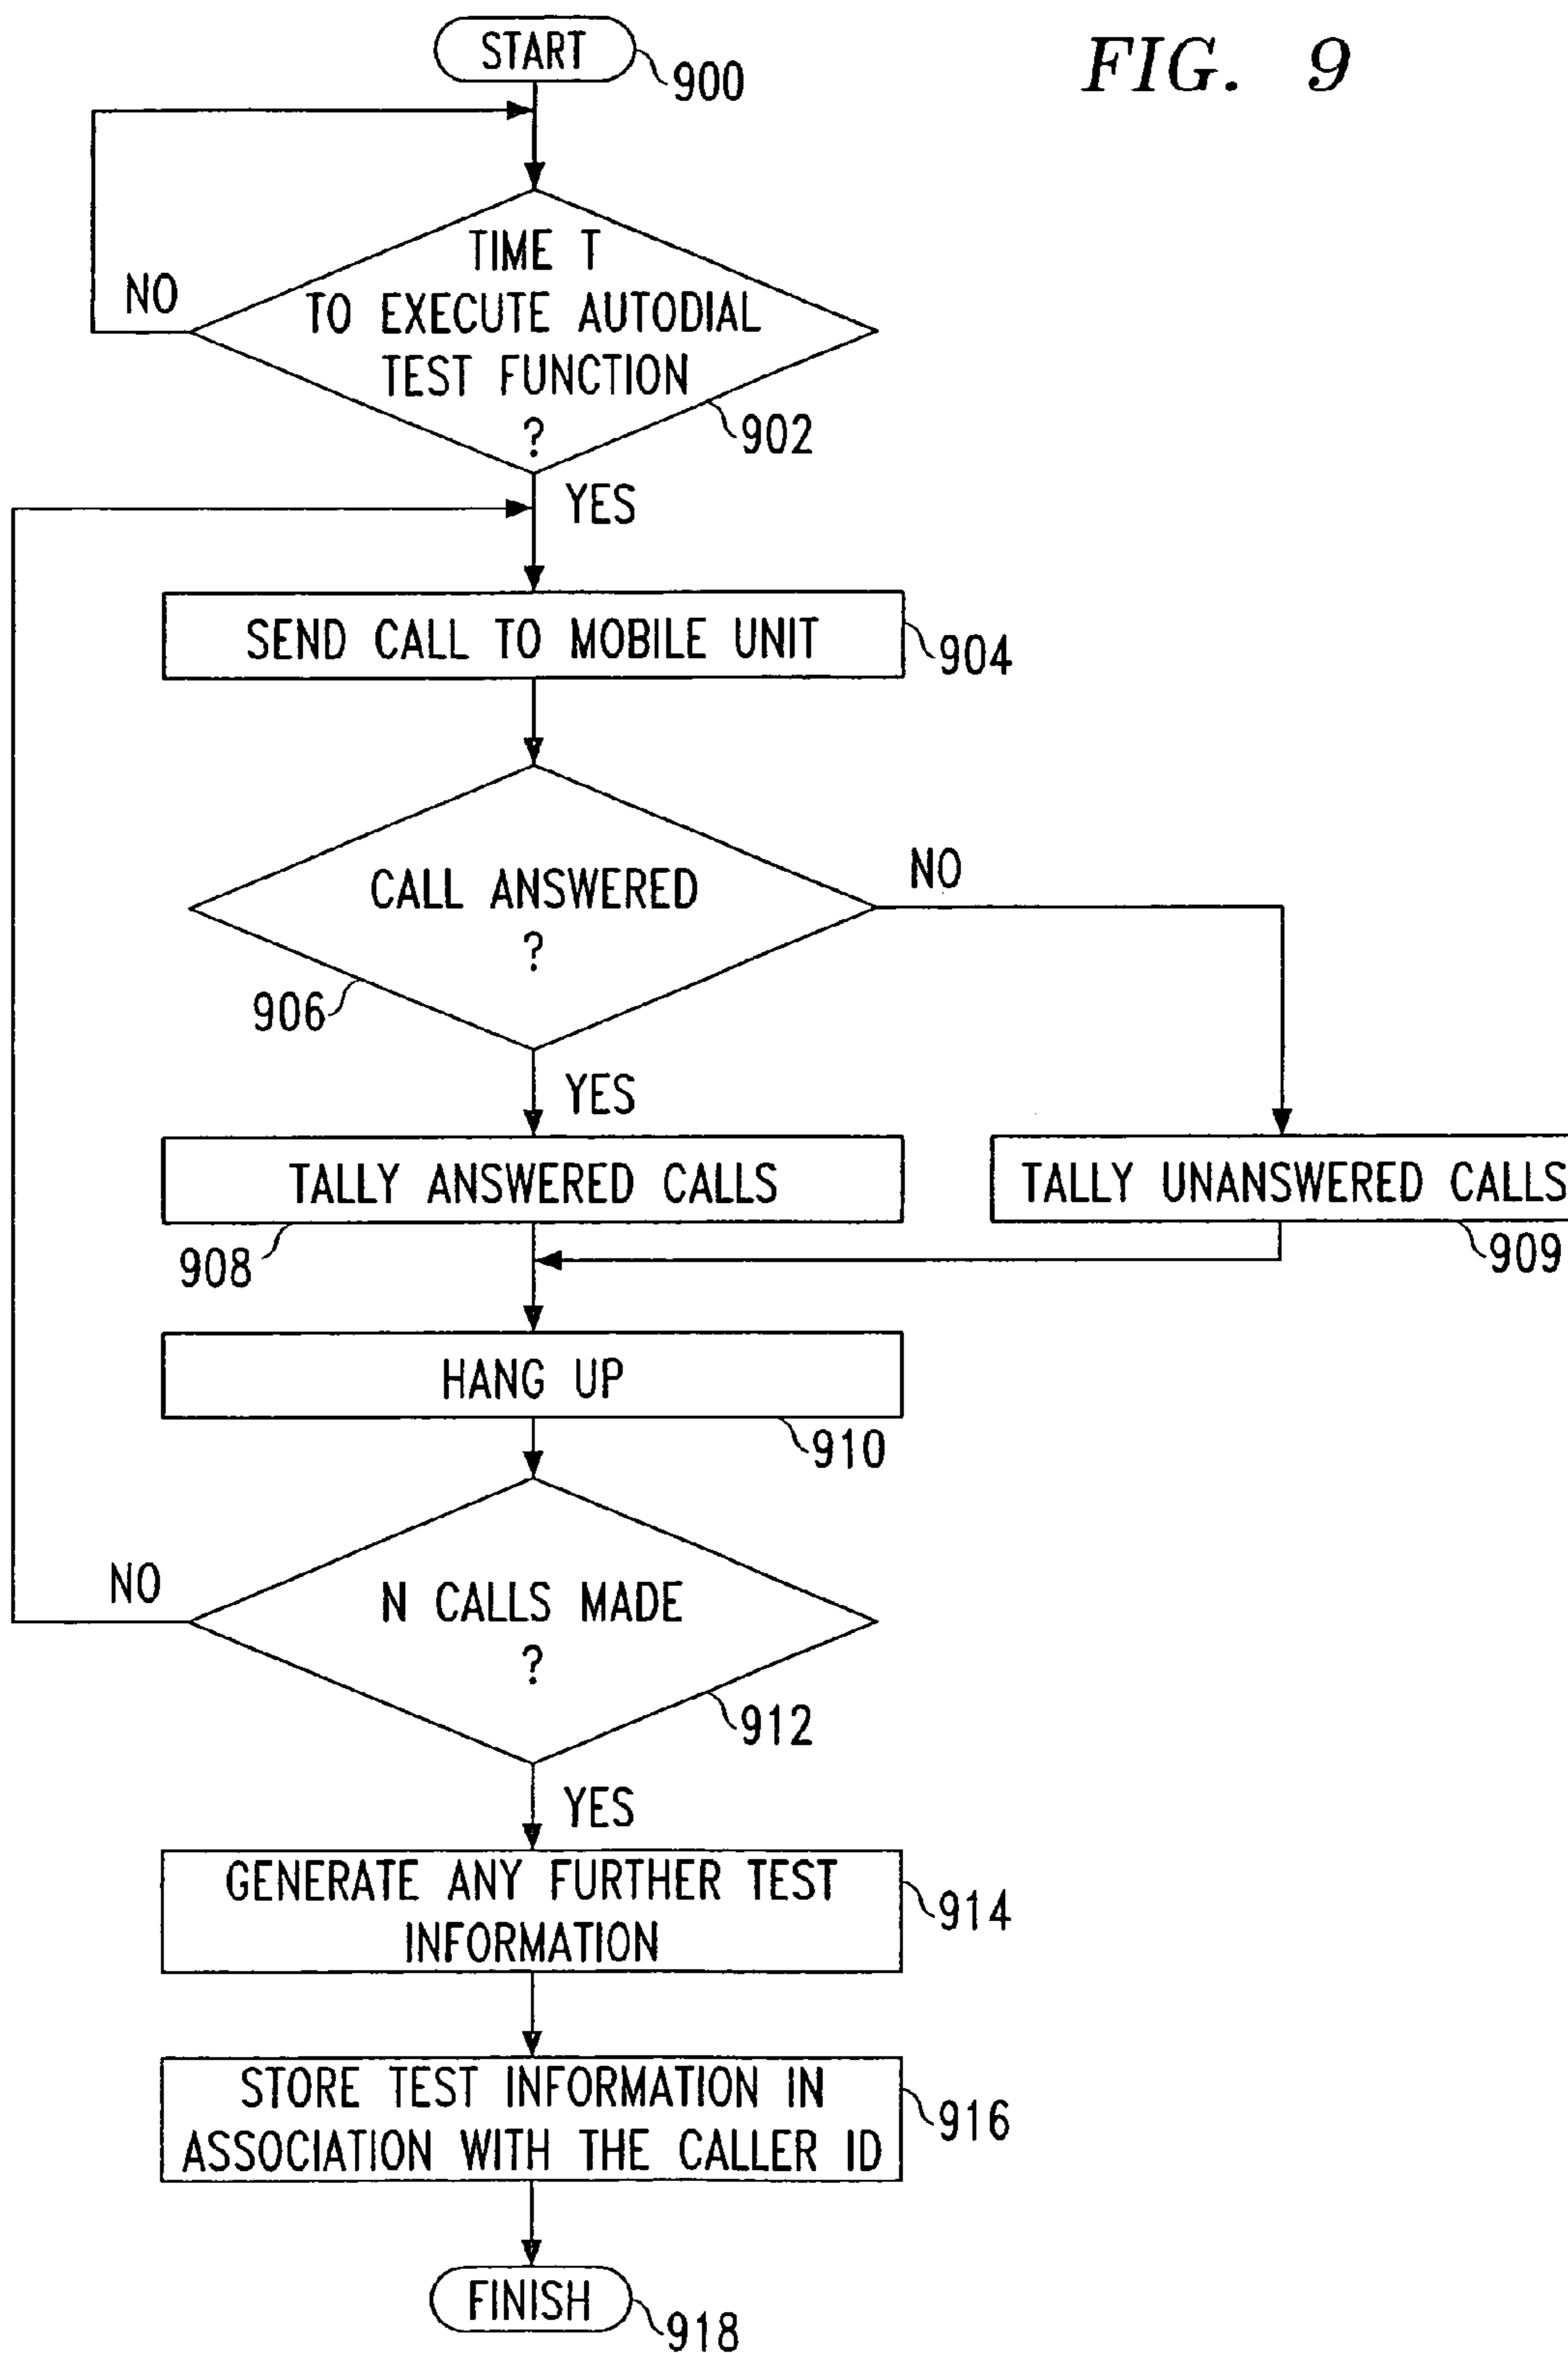 START
900
FIG. 9
TIME T
TO EXECUTE AUTODIAL
TEST FUNCTION
?
NO
902
YES
SEND CALL TO MOBILE UNIT
904
CALL ANSWERED
?
NO
906
YES
TALLY ANSWERED CALLS
908
TALLY UNANSWERED CALLS
909
HANG UP
910
N CALLS MADE
?
NO
912
YES
GENERATE ANY FURTHER TEST
INFORMATION
914
STORE TEST INFORMATION IN
ASSOCIATION WITH THE CALLER ID
916
FINISH
918